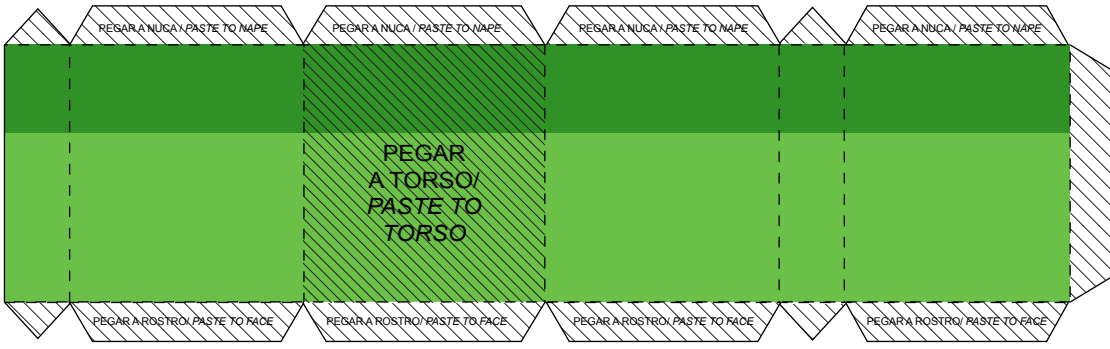 PEGAR A NUCA / PASTE TO NAPE
PEGAR A NUCA / PASTE TO NAPE
PEGAR A NUCA / PASTE TO NAPE
PEGAR A NUCA / PASTE TO NAPE
PEGAR
A TORSO/
PASTE TO
TORSO
PEGAR A ROSTRO/ PASTE TO FACE
PEGAR A ROSTRO/ PASTE TO FACE
PEGAR A ROSTRO/ PASTE TO FACE
PEGAR A ROSTRO/ PASTE TO FACE